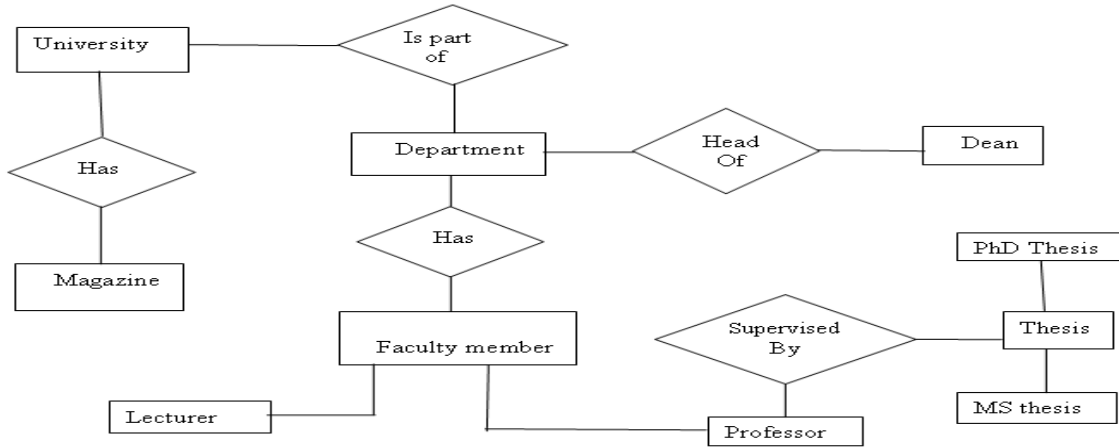 University
Is part
of
Department
Head
Of
Dean
Has
Has
Magazine
PhD Thesis
Supervised
By
Thesis
Faculty member
Lecturer
Professor
MS thesis